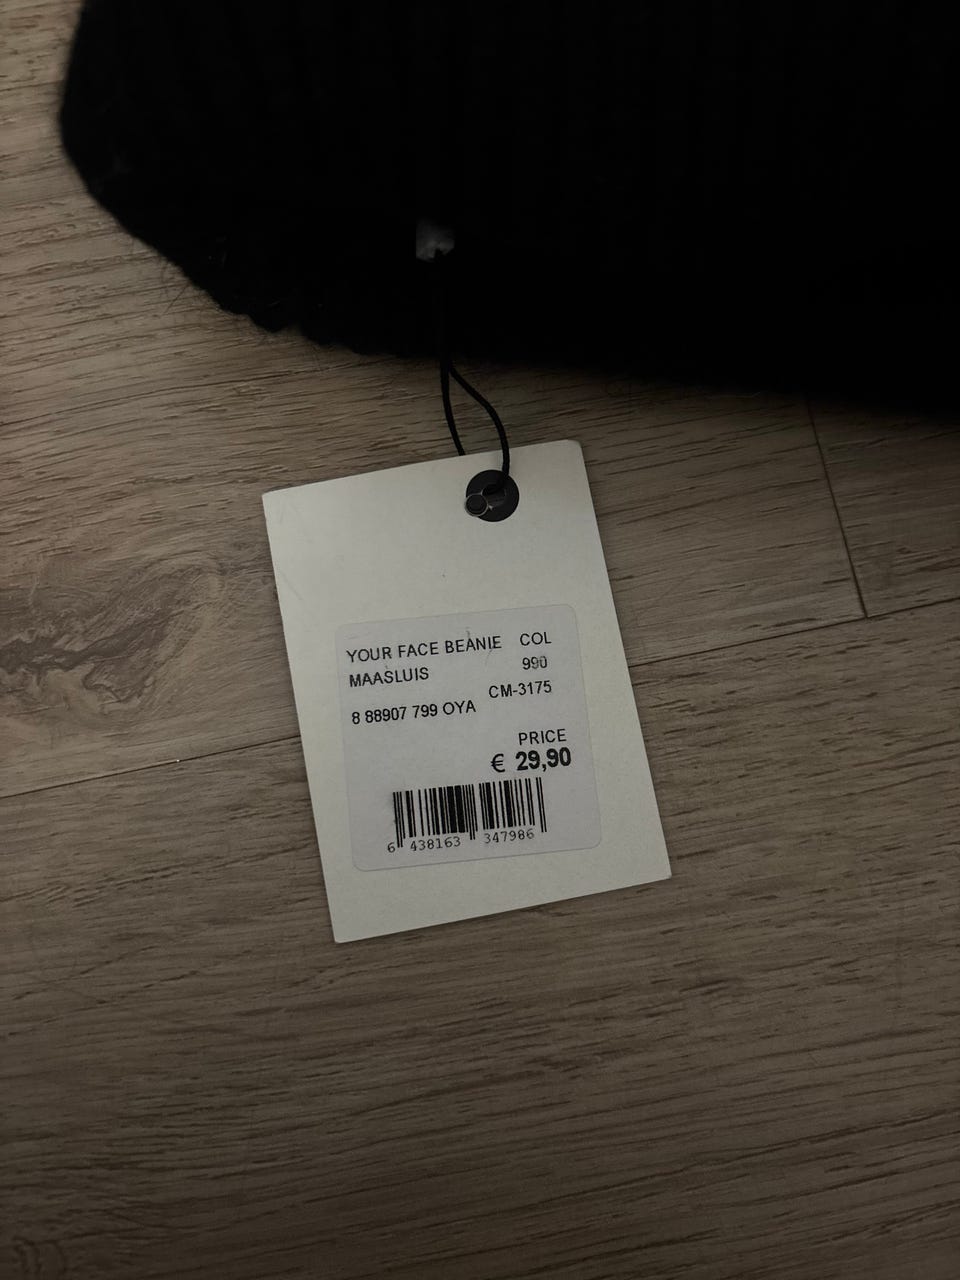 YOUR FACE BEANIE COL
MAASLUIS 990
CM-3175
8 88907 799 OYA
PRICE
€ 29,90
6 438163 347986